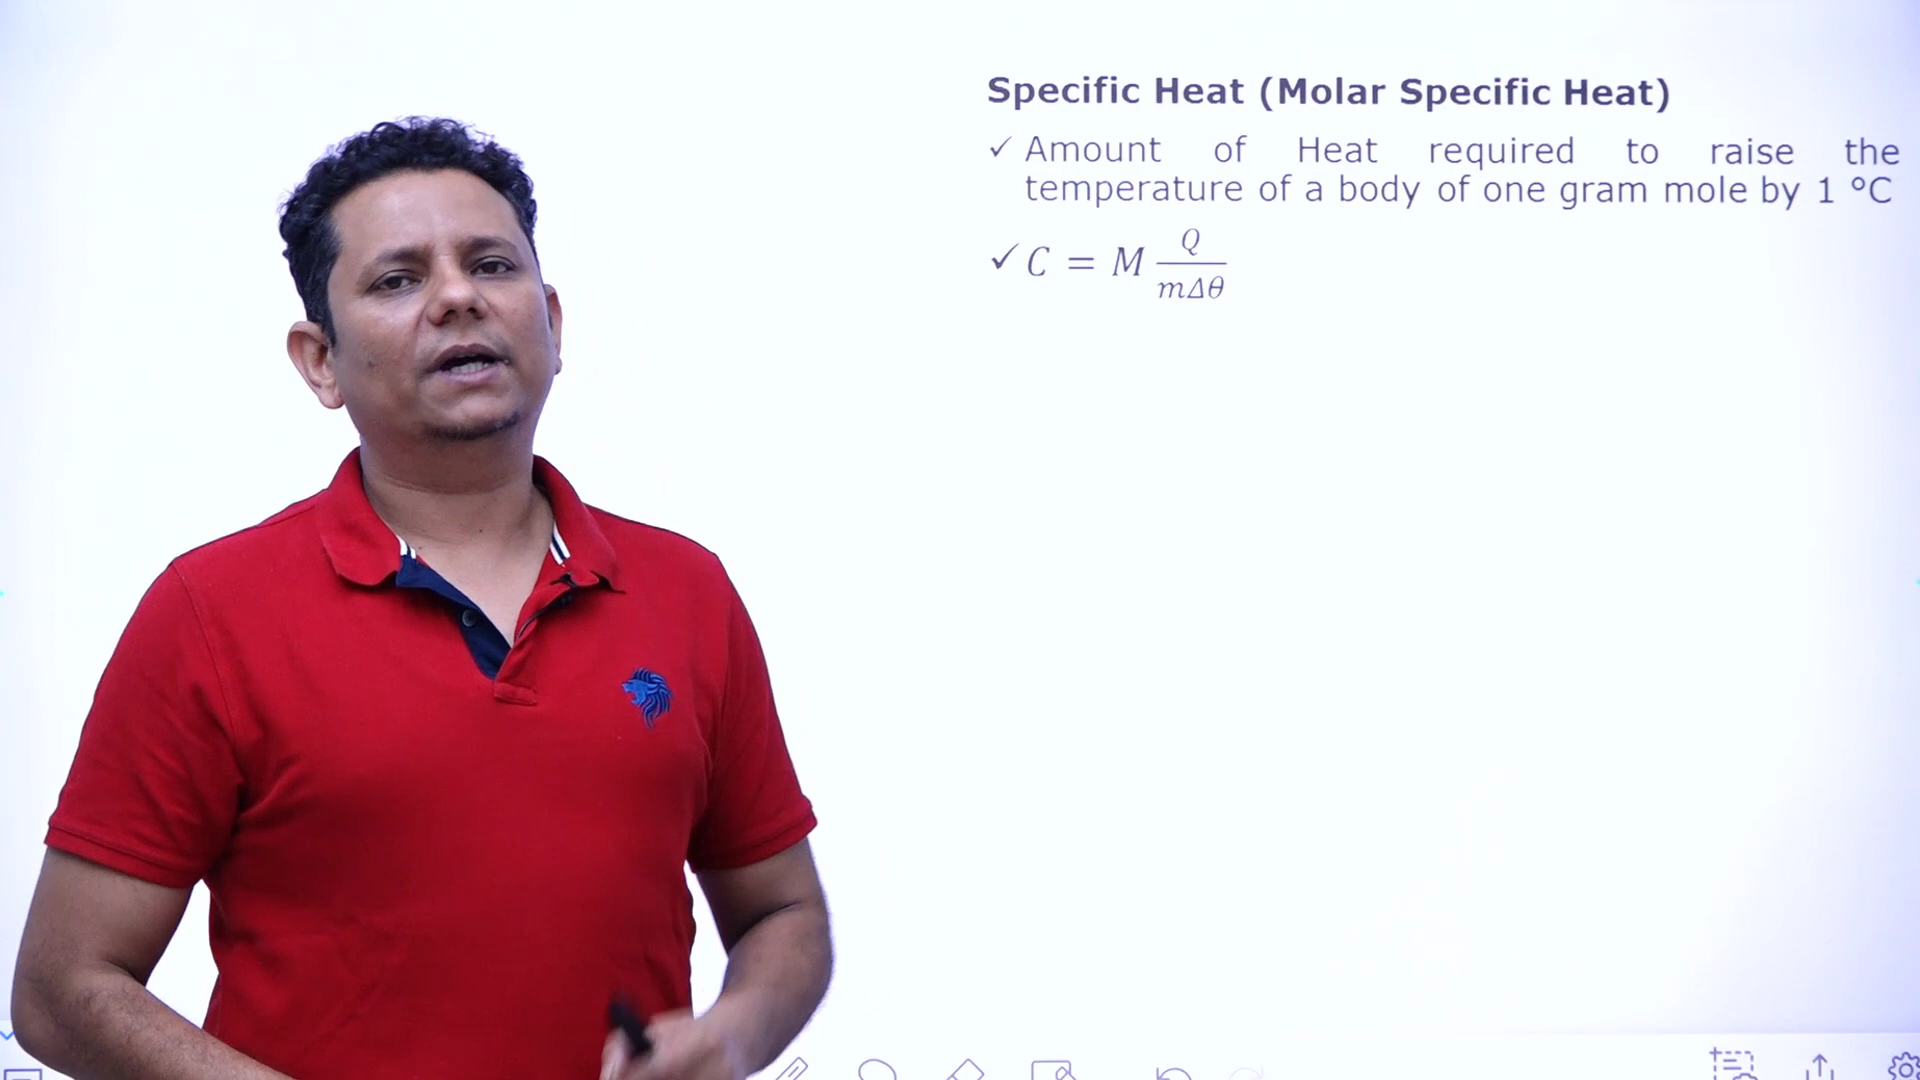 Specific Heat (Molar Specific Heat)
✓ Amount of Heat required to raise the
temperature of a body of one gram mole by 1 °C
✓ C = M Q/mΔθ